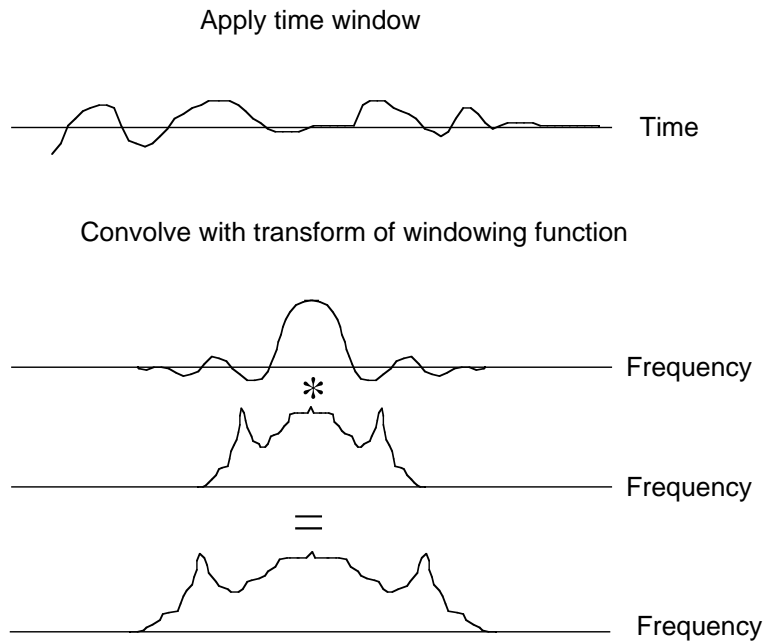 Apply time window
Time
Convolve with transform of windowing function
Frequency
*
Frequency
=
Frequency